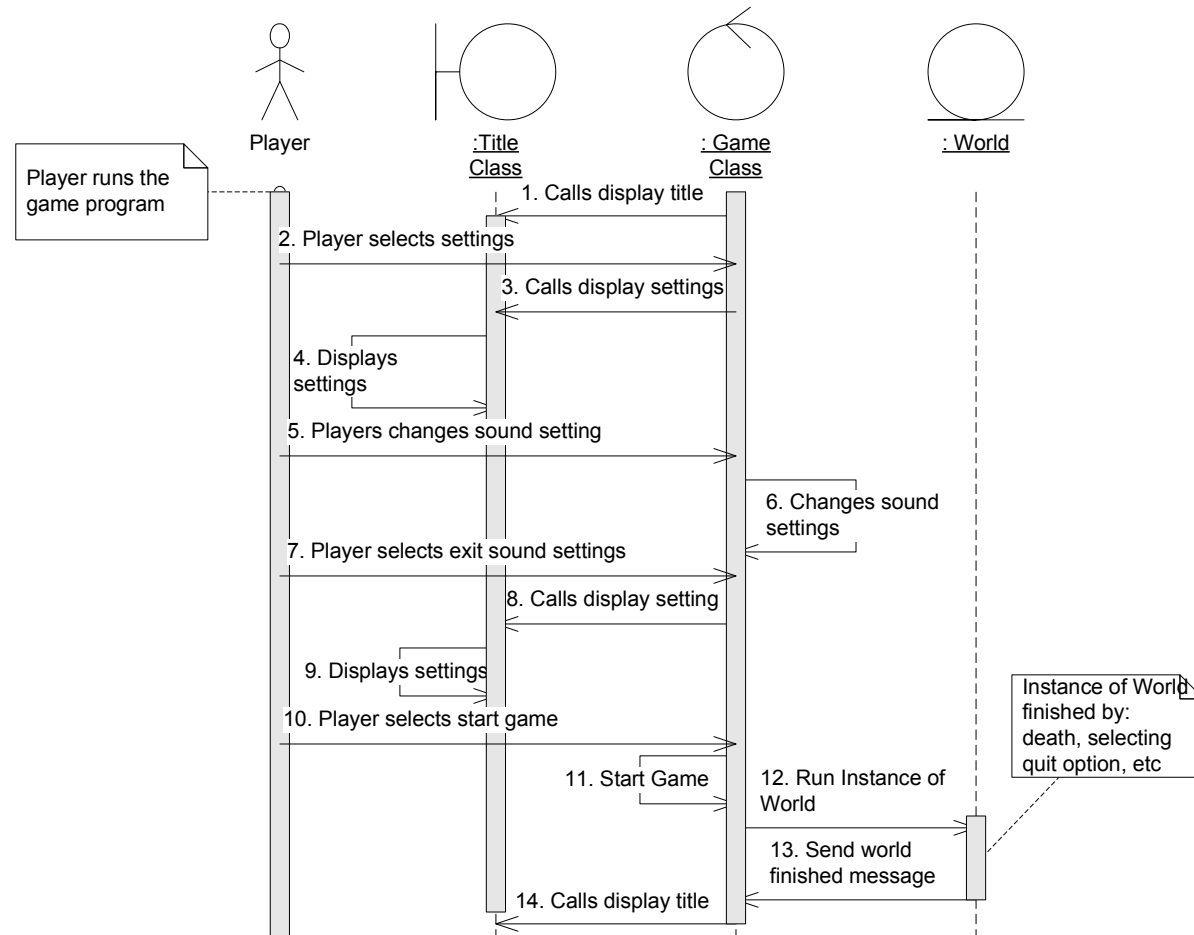 Player
:Title
Class
: Game
Class
: World
Player runs the
game program
1. Calls display title
2. Player selects settings
3. Calls display settings
4. Displays
settings
5. Players changes sound setting
6. Changes sound
settings
7. Player selects exit sound settings
8. Calls display setting
9. Displays settings
10. Player selects start game
Instance of World
finished by:
death, selecting
quit option, etc
11. Start Game
12. Run Instance of
World
13. Send world
finished message
14. Calls display title